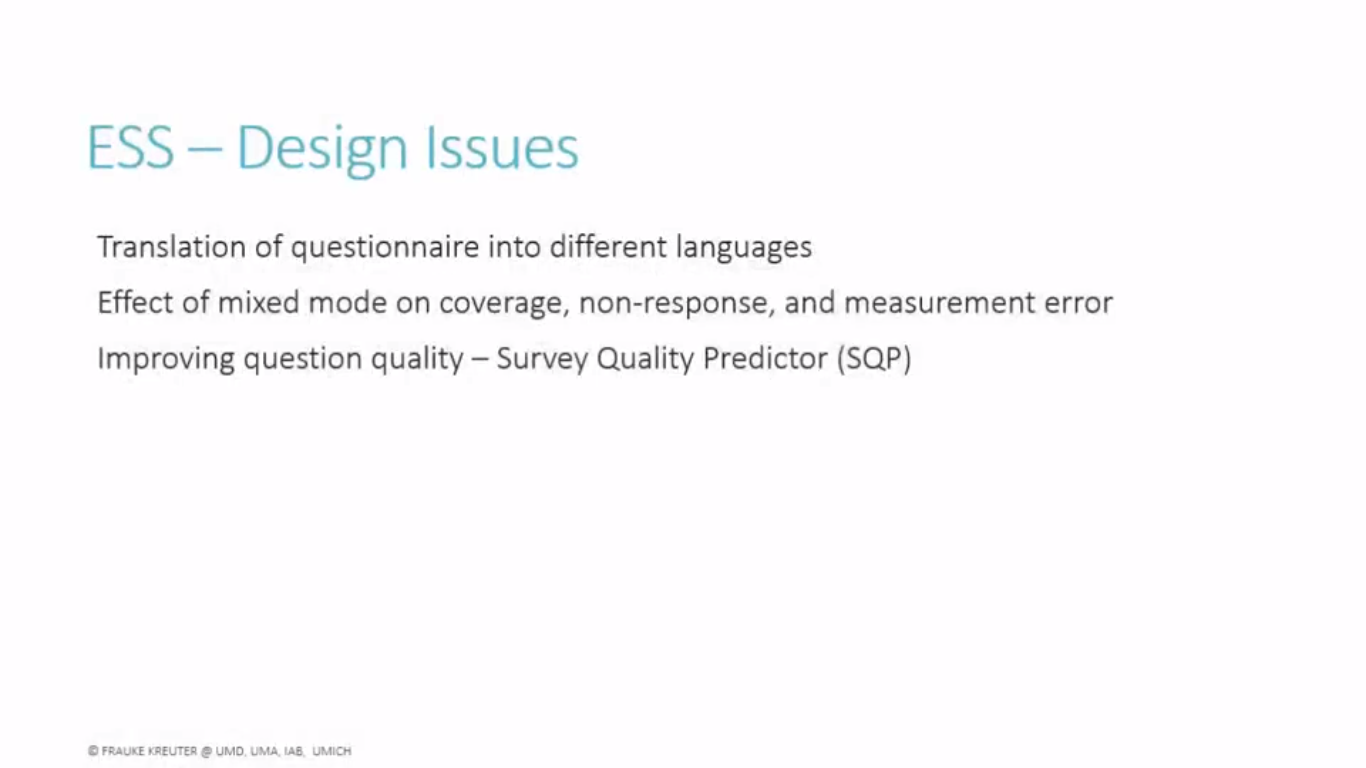 ESS – Design Issues
Translation of questionnaire into different languages
Effect of mixed mode on coverage, non-response, and measurement error
Improving question quality – Survey Quality Predictor (SQP)
© FRAUKE KREUTER @ UMD, UMA, IAB, UMICH